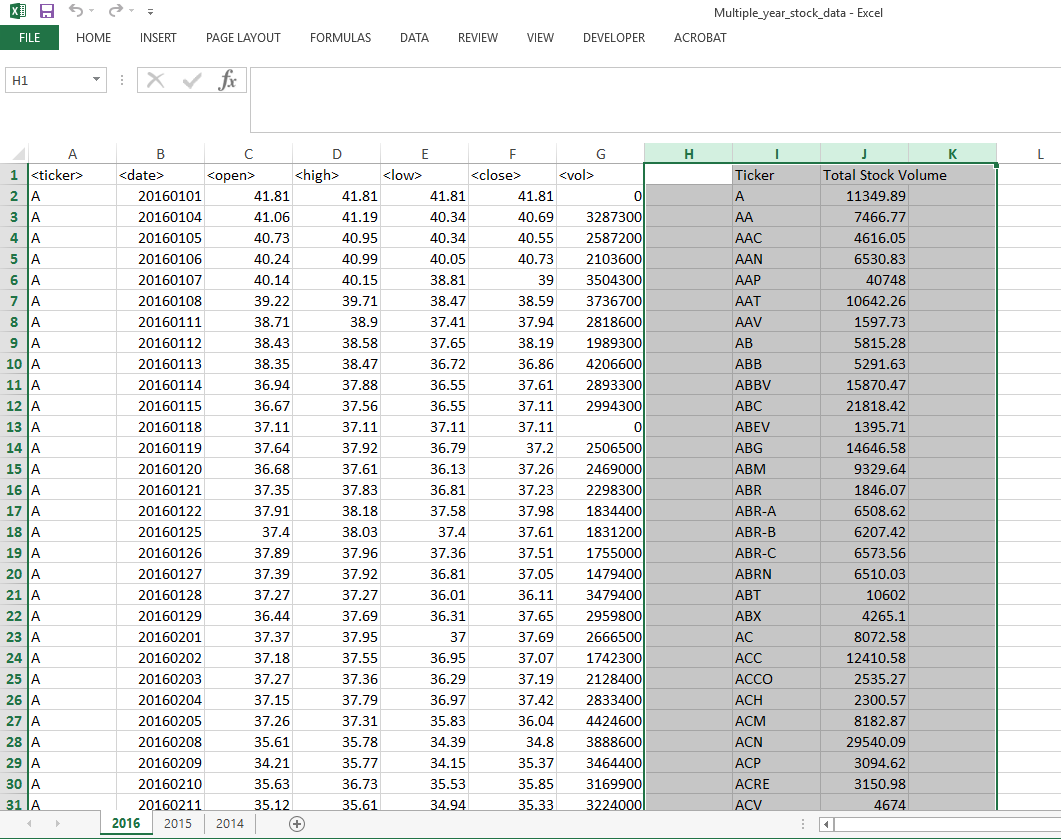 Multiple_year_stock_data - Excel
FILE HOME INSERT PAGE LAYOUT FORMULAS DATA REVIEW VIEW DEVELOPER ACROBAT
H1 fx
A B C D E F G H I J K L
1 <ticker> <date> <open> <high> <low> <close> <vol> Ticker Total Stock Volume
2 A 20160101 41.81 41.81 41.81 41.81 0 A 11349.89
3 A 20160104 41.06 41.19 40.34 40.69 3287300 AA 7466.77
4 A 20160105 40.73 40.95 40.34 40.55 2587200 AAC 4616.05
5 A 20160106 40.24 40.99 40.05 40.73 2103600 AAN 6530.83
6 A 20160107 40.14 40.15 38.81 39 3504300 AAP 40748
7 A 20160108 39.22 39.71 38.47 38.59 3736700 AAT 10642.26
8 A 20160111 38.71 38.9 37.41 37.94 2818600 AAV 1597.73
9 A 20160112 38.43 38.58 37.65 38.19 1989300 AB 5815.28
10 A 20160113 38.35 38.47 36.72 36.86 4206600 ABB 5291.63
11 A 20160114 36.94 37.88 36.55 37.61 2893300 ABBV 15870.47
12 A 20160115 36.67 37.56 36.55 37.11 2994300 ABC 21818.42
13 A 20160118 37.11 37.11 37.11 37.11 0 ABEV 1395.71
14 A 20160119 37.64 37.92 36.79 37.2 2506500 ABG 14646.58
15 A 20160120 36.68 37.61 36.13 37.26 2469000 ABM 9329.64
16 A 20160121 37.35 37.83 36.81 37.23 2298300 ABR 1846.07
17 A 20160122 37.91 38.18 37.58 37.98 1834400 ABR-A 6508.62
18 A 20160125 37.4 38.03 37.4 37.61 1831200 ABR-B 6207.42
19 A 20160126 37.89 37.96 37.36 37.51 1755000 ABR-C 6573.56
20 A 20160127 37.39 37.92 36.81 37.05 1479400 ABRN 6510.03
21 A 20160128 37.27 37.27 36.01 36.11 3479400 ABT 10602
22 A 20160129 36.44 37.69 36.31 37.65 2959800 ABX 4265.1
23 A 20160201 37.37 37.95 37 37.69 2666500 AC 8072.58
24 A 20160202 37.18 37.55 36.95 37.07 1742300 ACC 12410.58
25 A 20160203 37.27 37.36 36.29 37.19 2128400 ACCO 2535.27
26 A 20160204 37.15 37.79 36.97 37.42 2833400 ACH 2300.57
27 A 20160205 37.26 37.31 35.83 36.04 4424600 ACM 8182.87
28 A 20160208 35.61 35.78 34.39 34.8 3888600 ACN 29540.09
29 A 20160209 34.21 35.77 34.15 35.37 3464400 ACP 3094.62
30 A 20160210 35.63 36.73 35.53 35.85 3169900 ACRE 3150.98
31 A 20160211 35.12 35.61 34.94 35.33 3224000 ACV 4674
2016 2015 2014